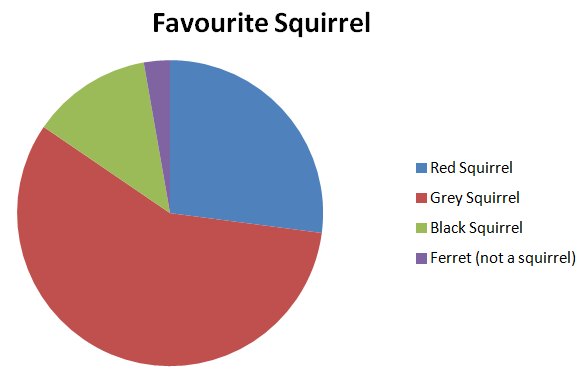 Favourite Squirrel
Red Squirrel
Grey Squirrel
Black Squirrel
Ferret (not a squirrel)